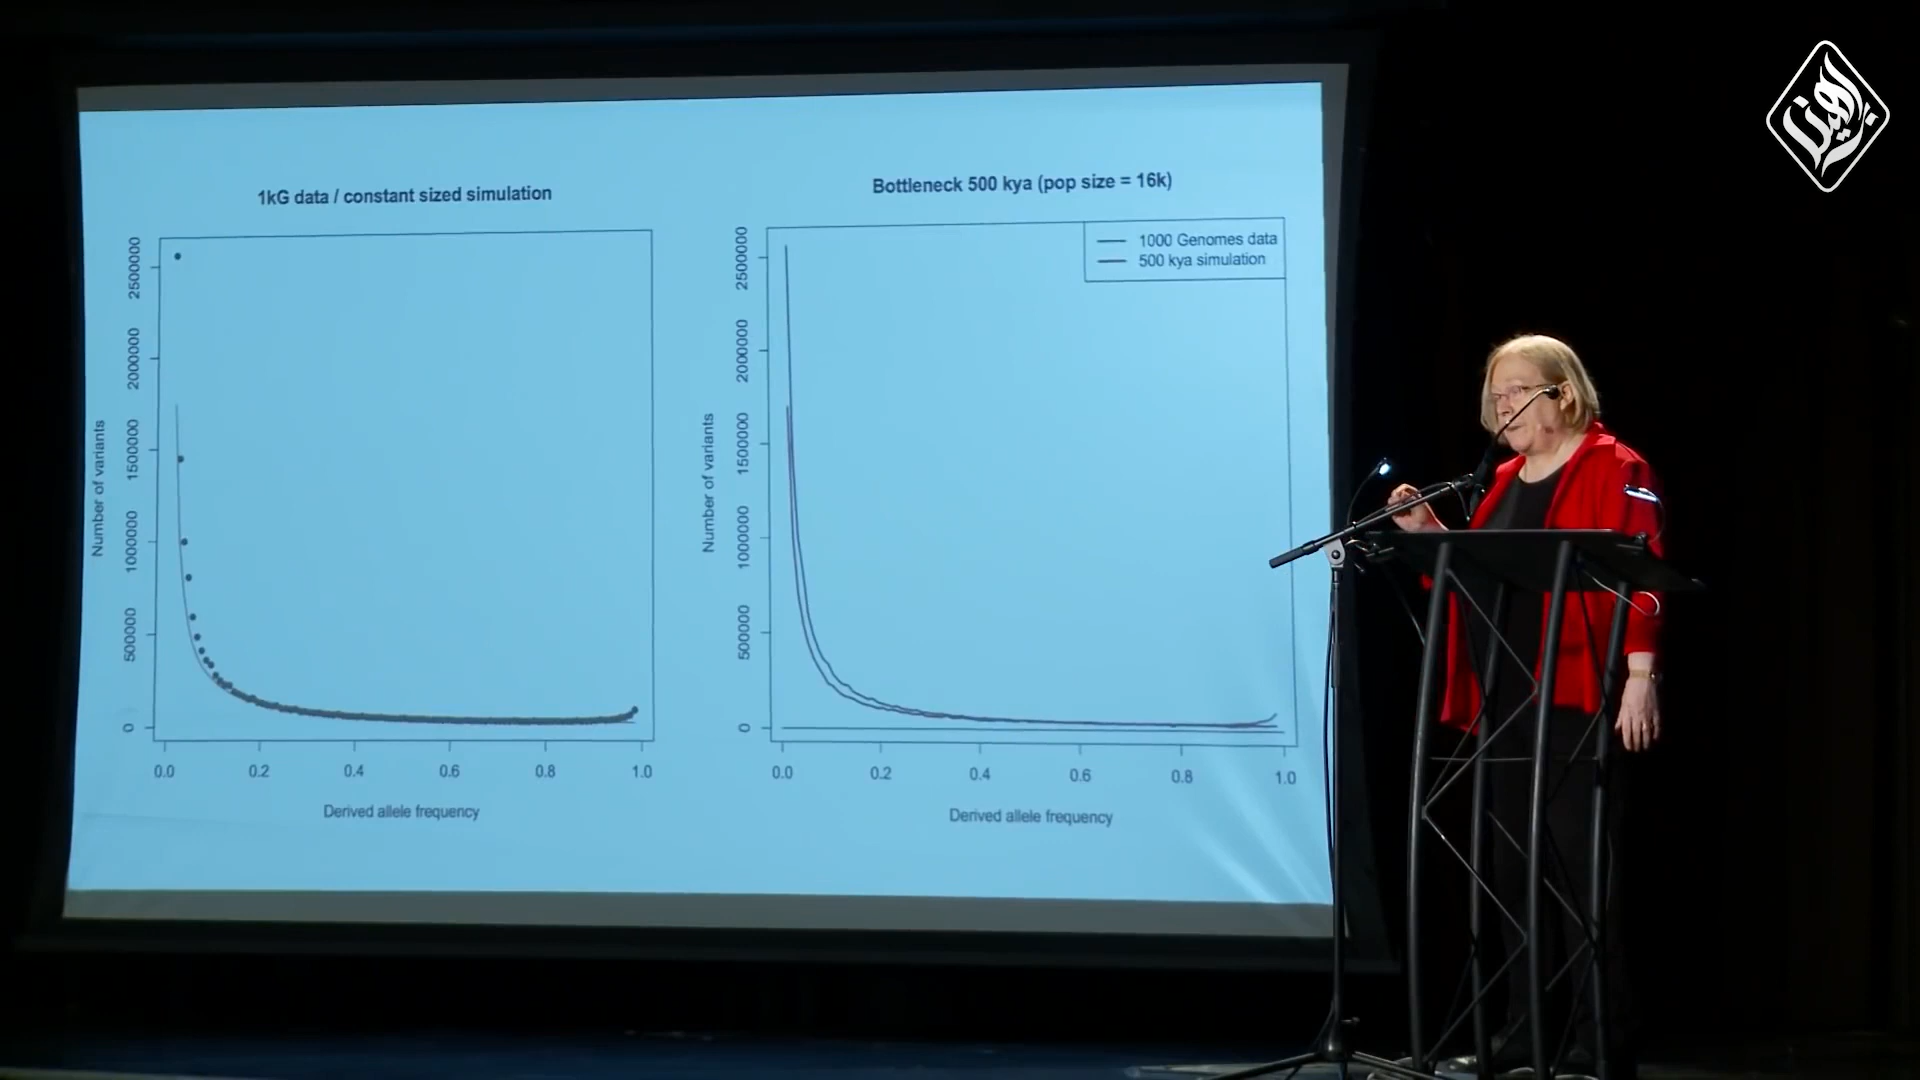 براهين
1kG data / constant sized simulation
Number of variants
2500000
2000000
1500000
1000000
500000
0
0.0 0.2 0.4 0.6 0.8 1.0
Derived allele frequency
Bottleneck 500 kya (pop size = 16k)
1000 Genomes data
500 kya simulation
Number of variants
2500000
2000000
1500000
1000000
500000
0
0.0 0.2 0.4 0.6 0.8 1.0
Derived allele frequency